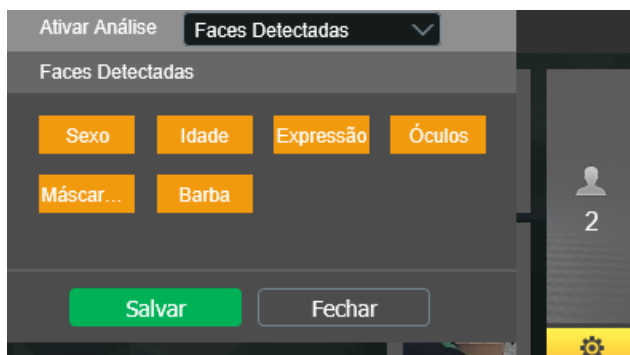 Ativar Análise Faces Detectadas
Faces Detectadas
Sexo Idade Expressão Óculos
Máscar... Barba
2
Salvar Fechar